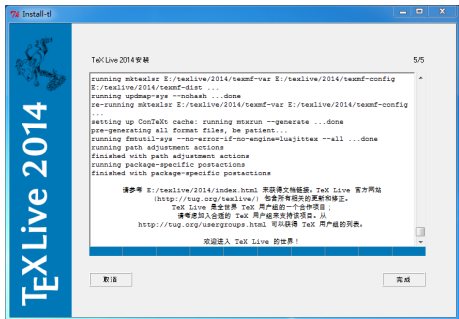 Install-tl
TeX Live 2014 安装
5/5
running mktexlsr E:/texlive/2014/texmf-var E:/texlive/2014/texmf-config
E:/texlive/2014/texmf-dist ...
running updmap-sys --nohash ...done
re-running mktexlsr E:/texlive/2014/texmf-var E:/texlive/2014/texmf-config
...
setting up ConTeXt cache: running mtxrun --generate ...done
pre-generating all format files, be patient...
running fmtutil-sys --no-error-if-no-engine=luajittex --all ...done
running path adjustment actions
finished with path adjustment actions
running package-specific postactions
finished with package-specific postactions
请参考 E:/texlive/2014/index.html 来获得文档链接。TeX Live 官方网站
(http://tug.org/texlive/) 包含所有相关的更新和修正。
TeX Live 是全世界 TeX 用户组的一个合作项目；
请考虑加入合适的 TeX 用户组来支持该项目。从
http://tug.org/usergroups.html 可以获得 TeX 用户组的列表。
欢迎进入 TeX Live 的世界！
取消
完成
TEXLive 2014